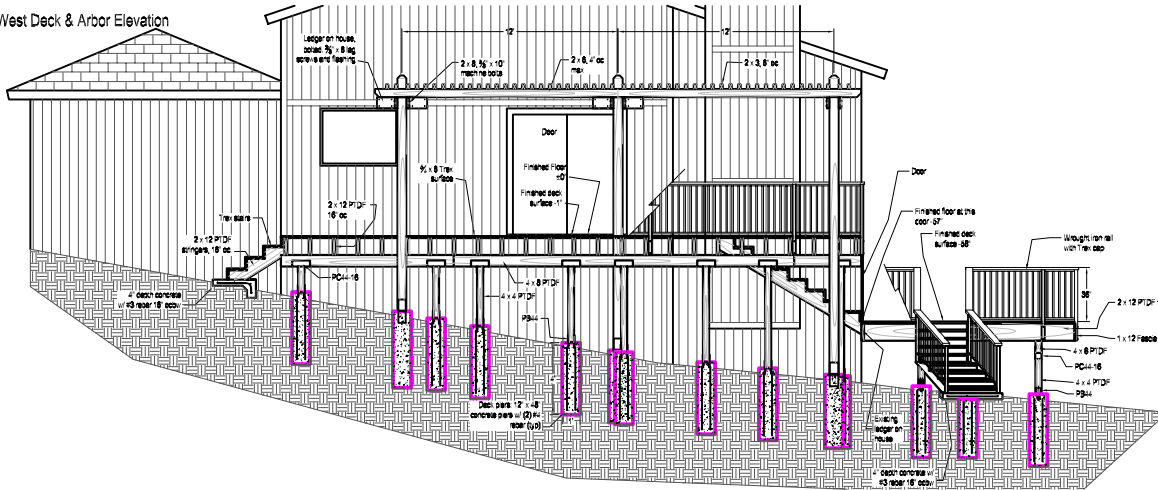 West Deck & Arbor Elevation
Ledger on house,
bolted, ⅜" x 8 lag
screws and flashing
12'
12'
2 x 8, ⅝" x 10"
machine bolts
2 x 6, 4" oc
max
2 x 3, 6" oc
Door
Finished Floor
±0"
Finished deck
surface -1"
Trex
surface
2 x 12 PTDF
16" oc
Trex stairs
2 x 12 PTDF
stringers, 16" oc
PC44-16
4" depth concrete
w/ #3 rebar 16" ocbw
4 x 8 PTDF
4 x 4 PTDF
PB44
Deck piers 12" x 48"
concrete piers w/ (2) #4
rebar (typ)
Door
Finished floor at this
door -57"
Finished deck
surface -58"
Wrought iron rail
with Trex cap
36"
2 x 12 PTDF
1 x 12 Fascia
4 x 8 PTDF
PC44-16
4 x 4 PTDF
PB44
Existing
ledger on
house
4" depth concrete w/
#3 rebar 16" ocbw